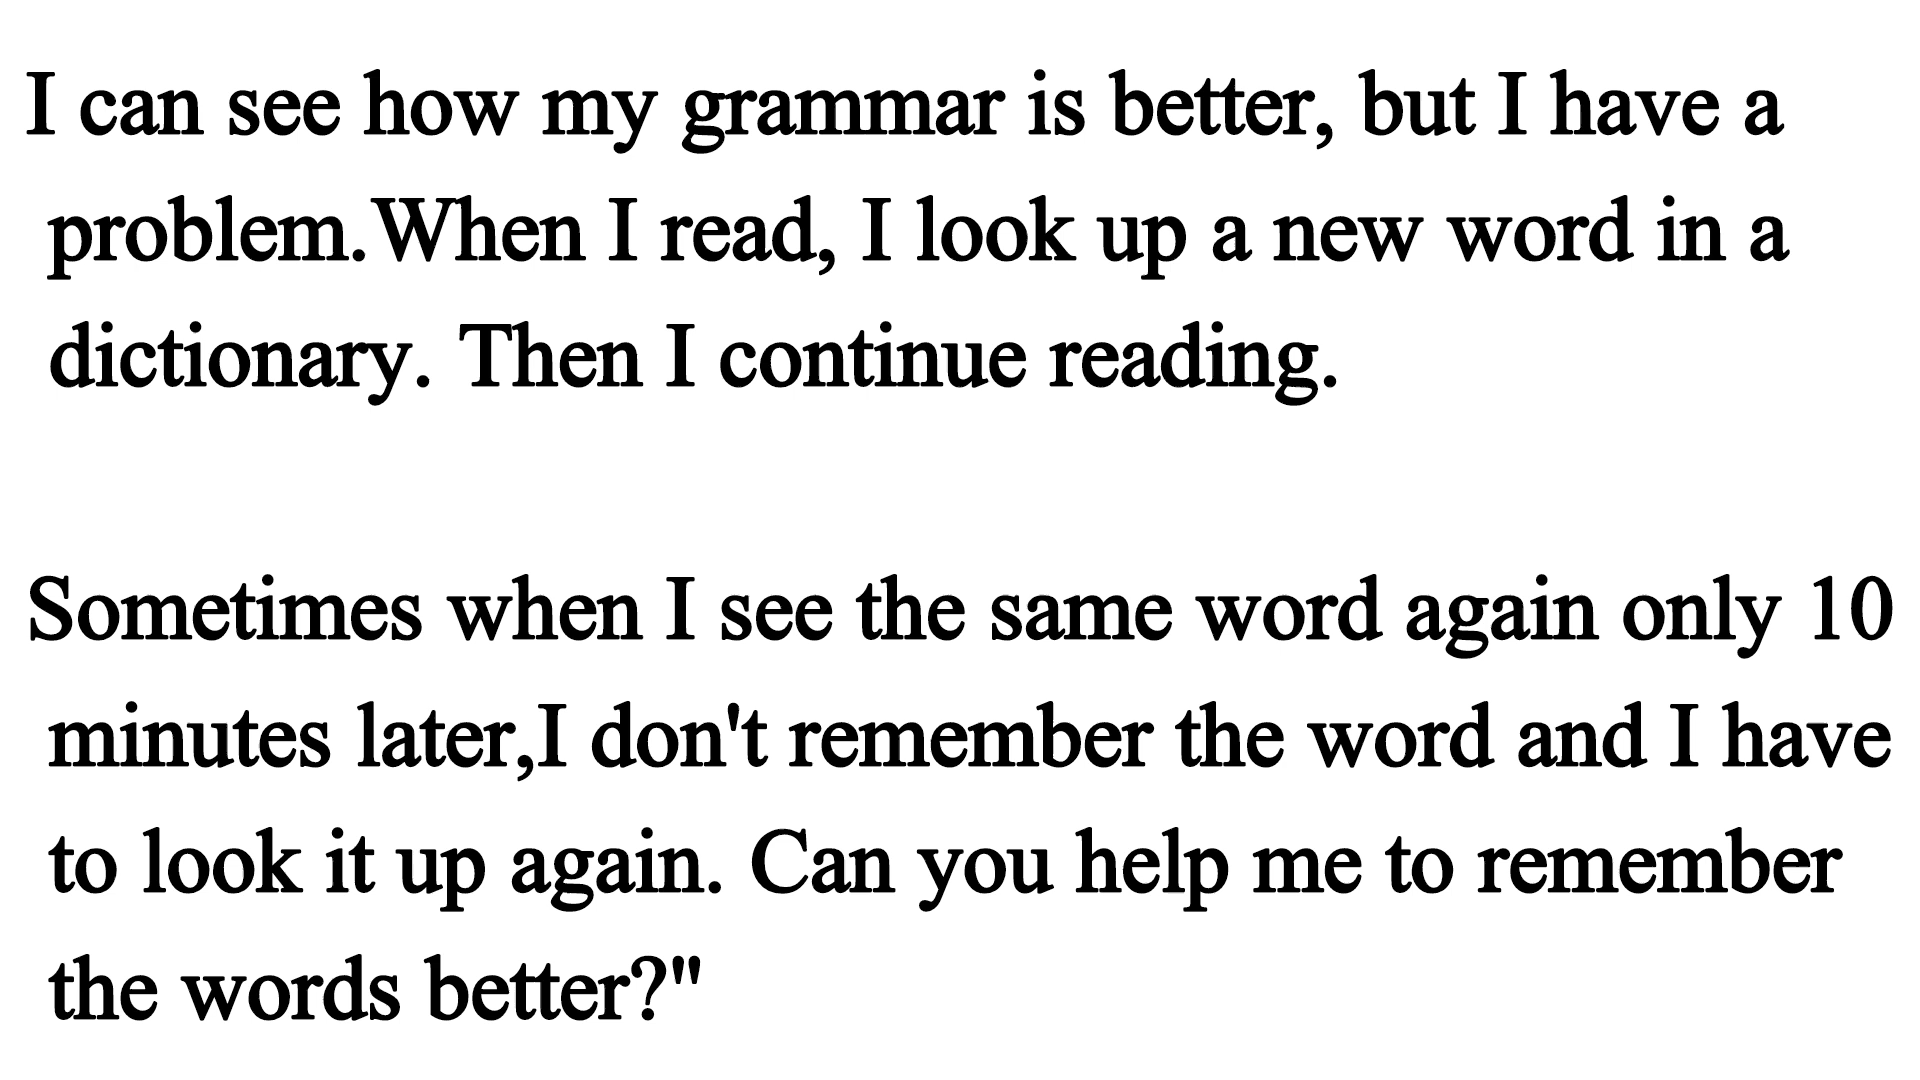 I can see how my grammar is better, but I have a
problem.When I read, I look up a new word in a
dictionary. Then I continue reading.
Sometimes when I see the same word again only 10
minutes later,I don't remember the word and I have
to look it up again. Can you help me to remember
the words better?"